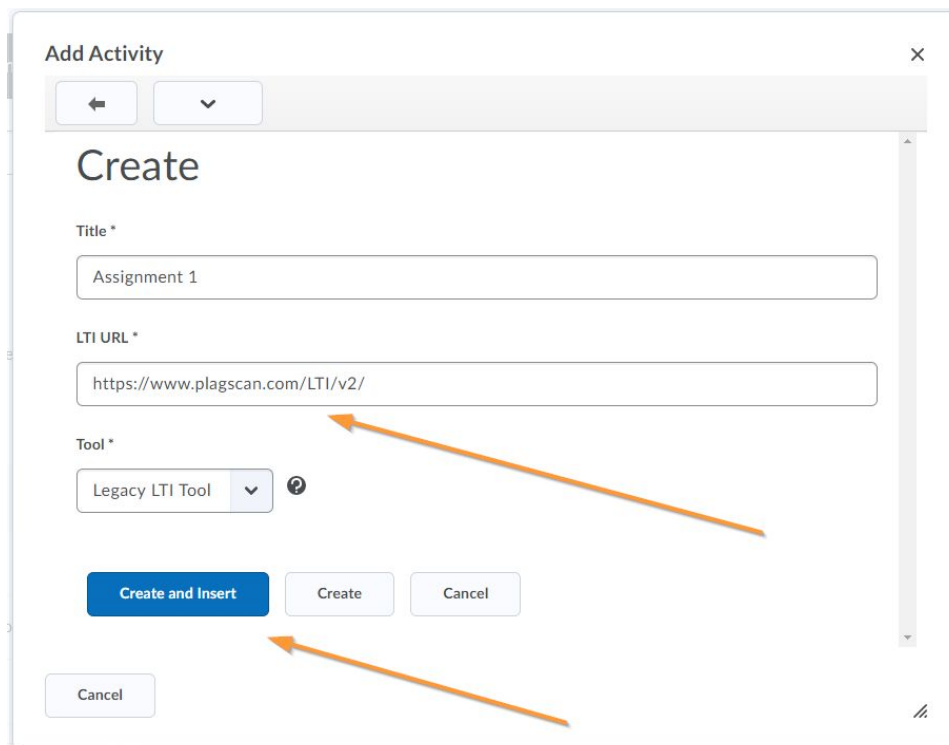 Add Activity
Create
Title *
Assignment 1
LTI URL *
https://www.plagscan.com/LTI/v2/
Tool *
Legacy LTI Tool
Create and Insert Create Cancel
Cancel